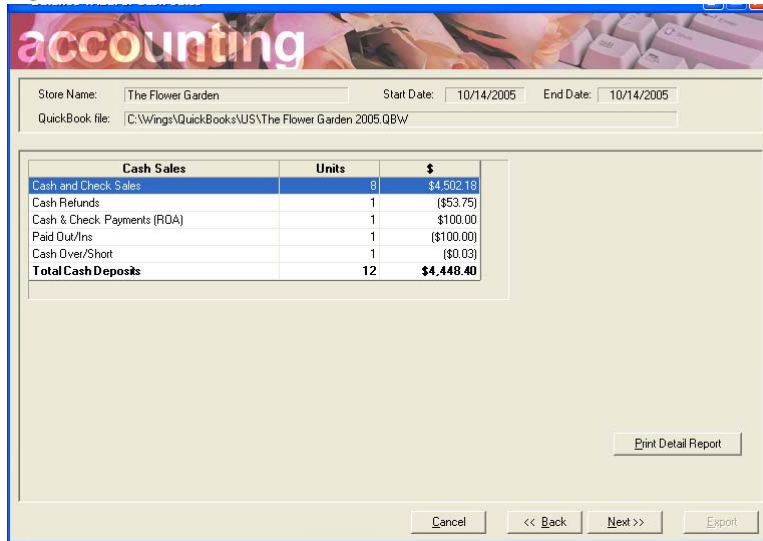 accounting
Store Name: The Flower Garden Start Date: 10/14/2005 End Date: 10/14/2005
QuickBook file: C:\Wings\QuickBooks\US\The Flower Garden 2005.QBW
Cash Sales Units $
Cash and Check Sales 8 $4,502.18
Cash Refunds 1 ($53.75)
Cash & Check Payments (ROA) 1 $100.00
Paid Out/Ins 1 ($100.00)
Cash Over/Short 1 ($0.03)
Total Cash Deposits 12 $4,448.40
Print Detail Report
Cancel << Back Next >> Export